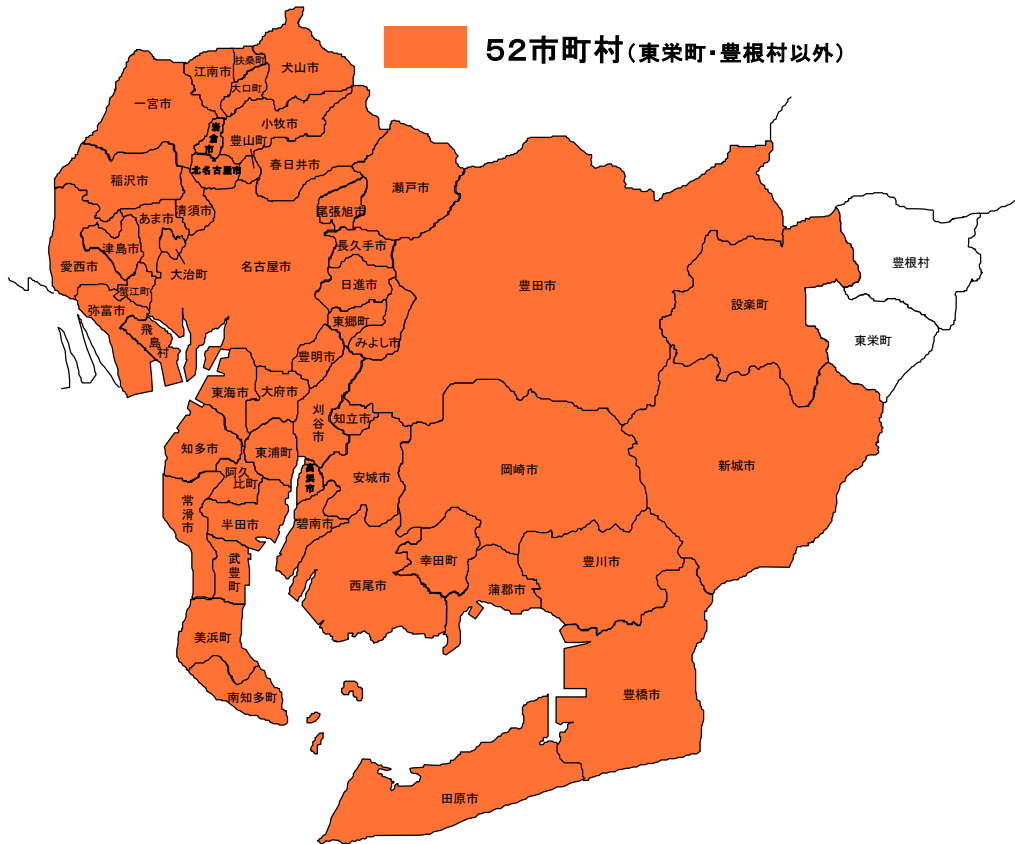 52市町村(東栄町・豊根村以外)
扶桑町
江南市
犬山市
大口町
一宮市
小牧市
岩倉市
豊山町
北名古屋市
春日井市
瀬戸市
稲沢市
清須市
尾張旭市
あま市
津島市
長久手市
愛西市
大治町
名古屋市
豊根村
日進市
豊田市
蟹江町
設楽町
弥富市
東郷町
飛島村
みよし市
東栄町
豊明市
東海市
大府市
刈谷市
知立市
知多市
東浦町
高浜市
岡崎市
新城市
阿久比町
安城市
常滑市
半田市
碧南市
武豊町
幸田町
豊川市
西尾市
蒲郡市
美浜町
南知多町
豊橋市
田原市